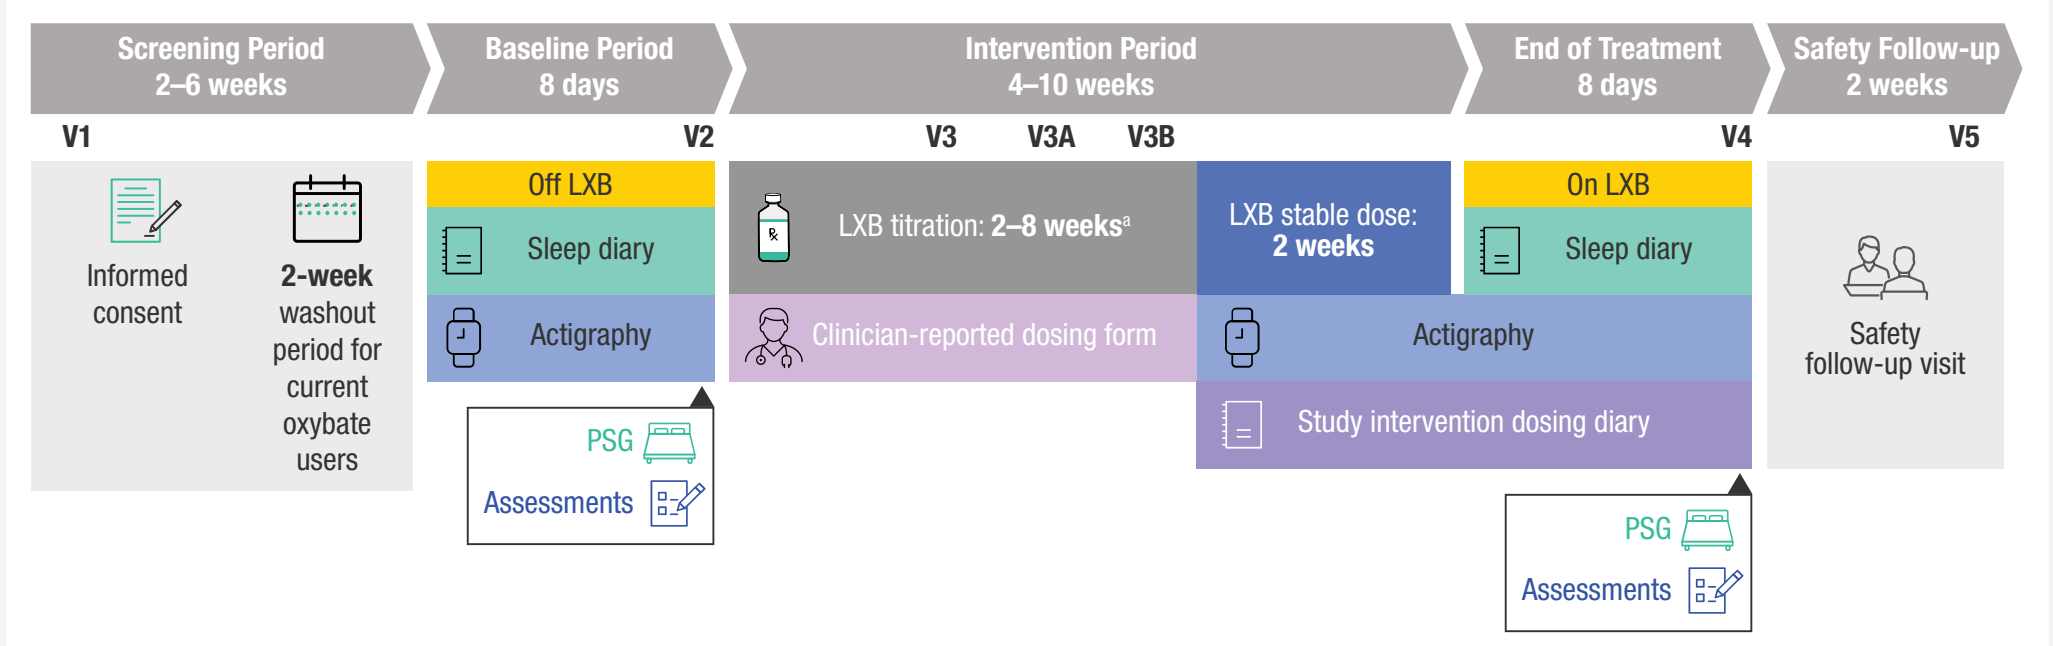 Screening Period
2–6 weeks
Baseline Period
8 days
Intervention Period
4–10 weeks
End of Treatment
8 days
Safety Follow-up
2 weeks
V1
V2
V3
V3A
V3B
V4
V5
Informed
consent
2-week
washout
period for
current
oxybate
users
Off LXB
Sleep diary
Actigraphy
PSG
Assessments
Rx
LXB titration: 2–8 weeksᵃ
Clinician-reported dosing form
LXB stable dose:
2 weeks
On LXB
Sleep diary
Actigraphy
Study intervention dosing diary
PSG
Assessments
Safety
follow-up visit